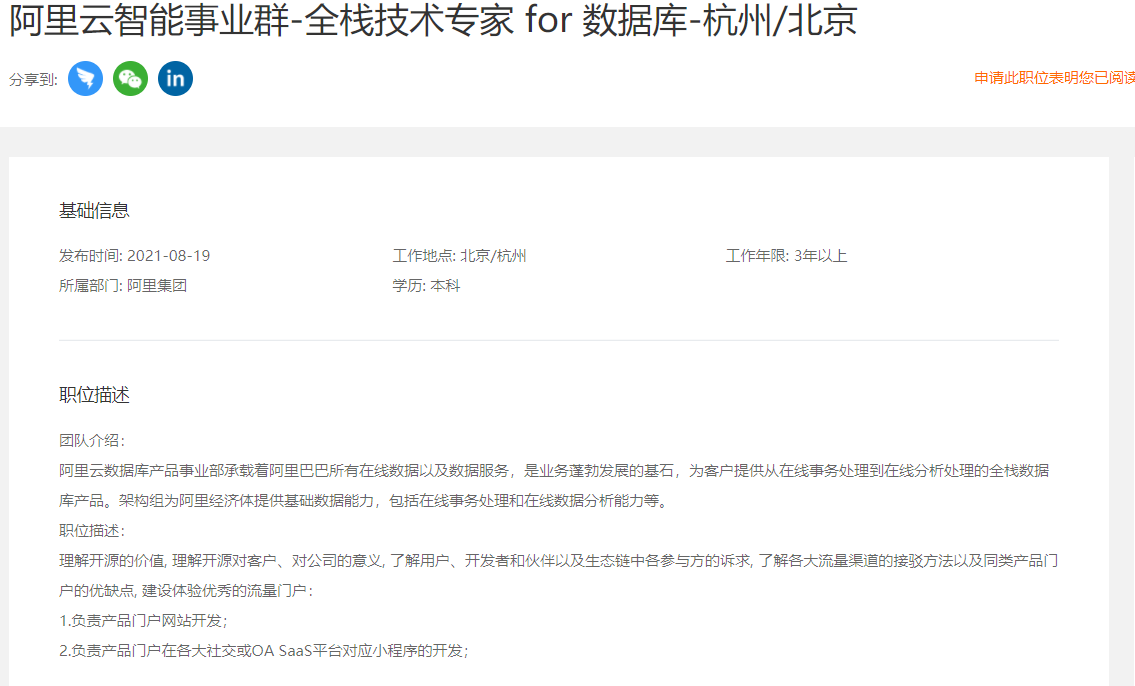 阿里云智能事业群-全栈技术专家 for 数据库-杭州/北京
分享到:
in
申请此职位表明您已阅读
基础信息
发布时间: 2021-08-19 工作地点: 北京/杭州 工作年限: 3年以上
所属部门: 阿里集团 学历: 本科
职位描述
团队介绍：
阿里云数据库产品事业部承载着阿里巴巴所有在线数据以及数据服务，是业务蓬勃发展的基石，为客户提供从在线事务处理到在线分析处理的全栈数据
库产品。架构组为阿里经济体提供基础数据能力，包括在线事务处理和在线数据分析能力等。
职位描述：
理解开源的价值, 理解开源对客户、对公司的意义, 了解用户、开发者和伙伴以及生态链中各参与方的诉求, 了解各大流量渠道的接驳方法以及同类产品门
户的优缺点, 建设体验优秀的流量门户：
1.负责产品门户网站开发；
2.负责产品门户在各大社交或OA SaaS平台对应小程序的开发；